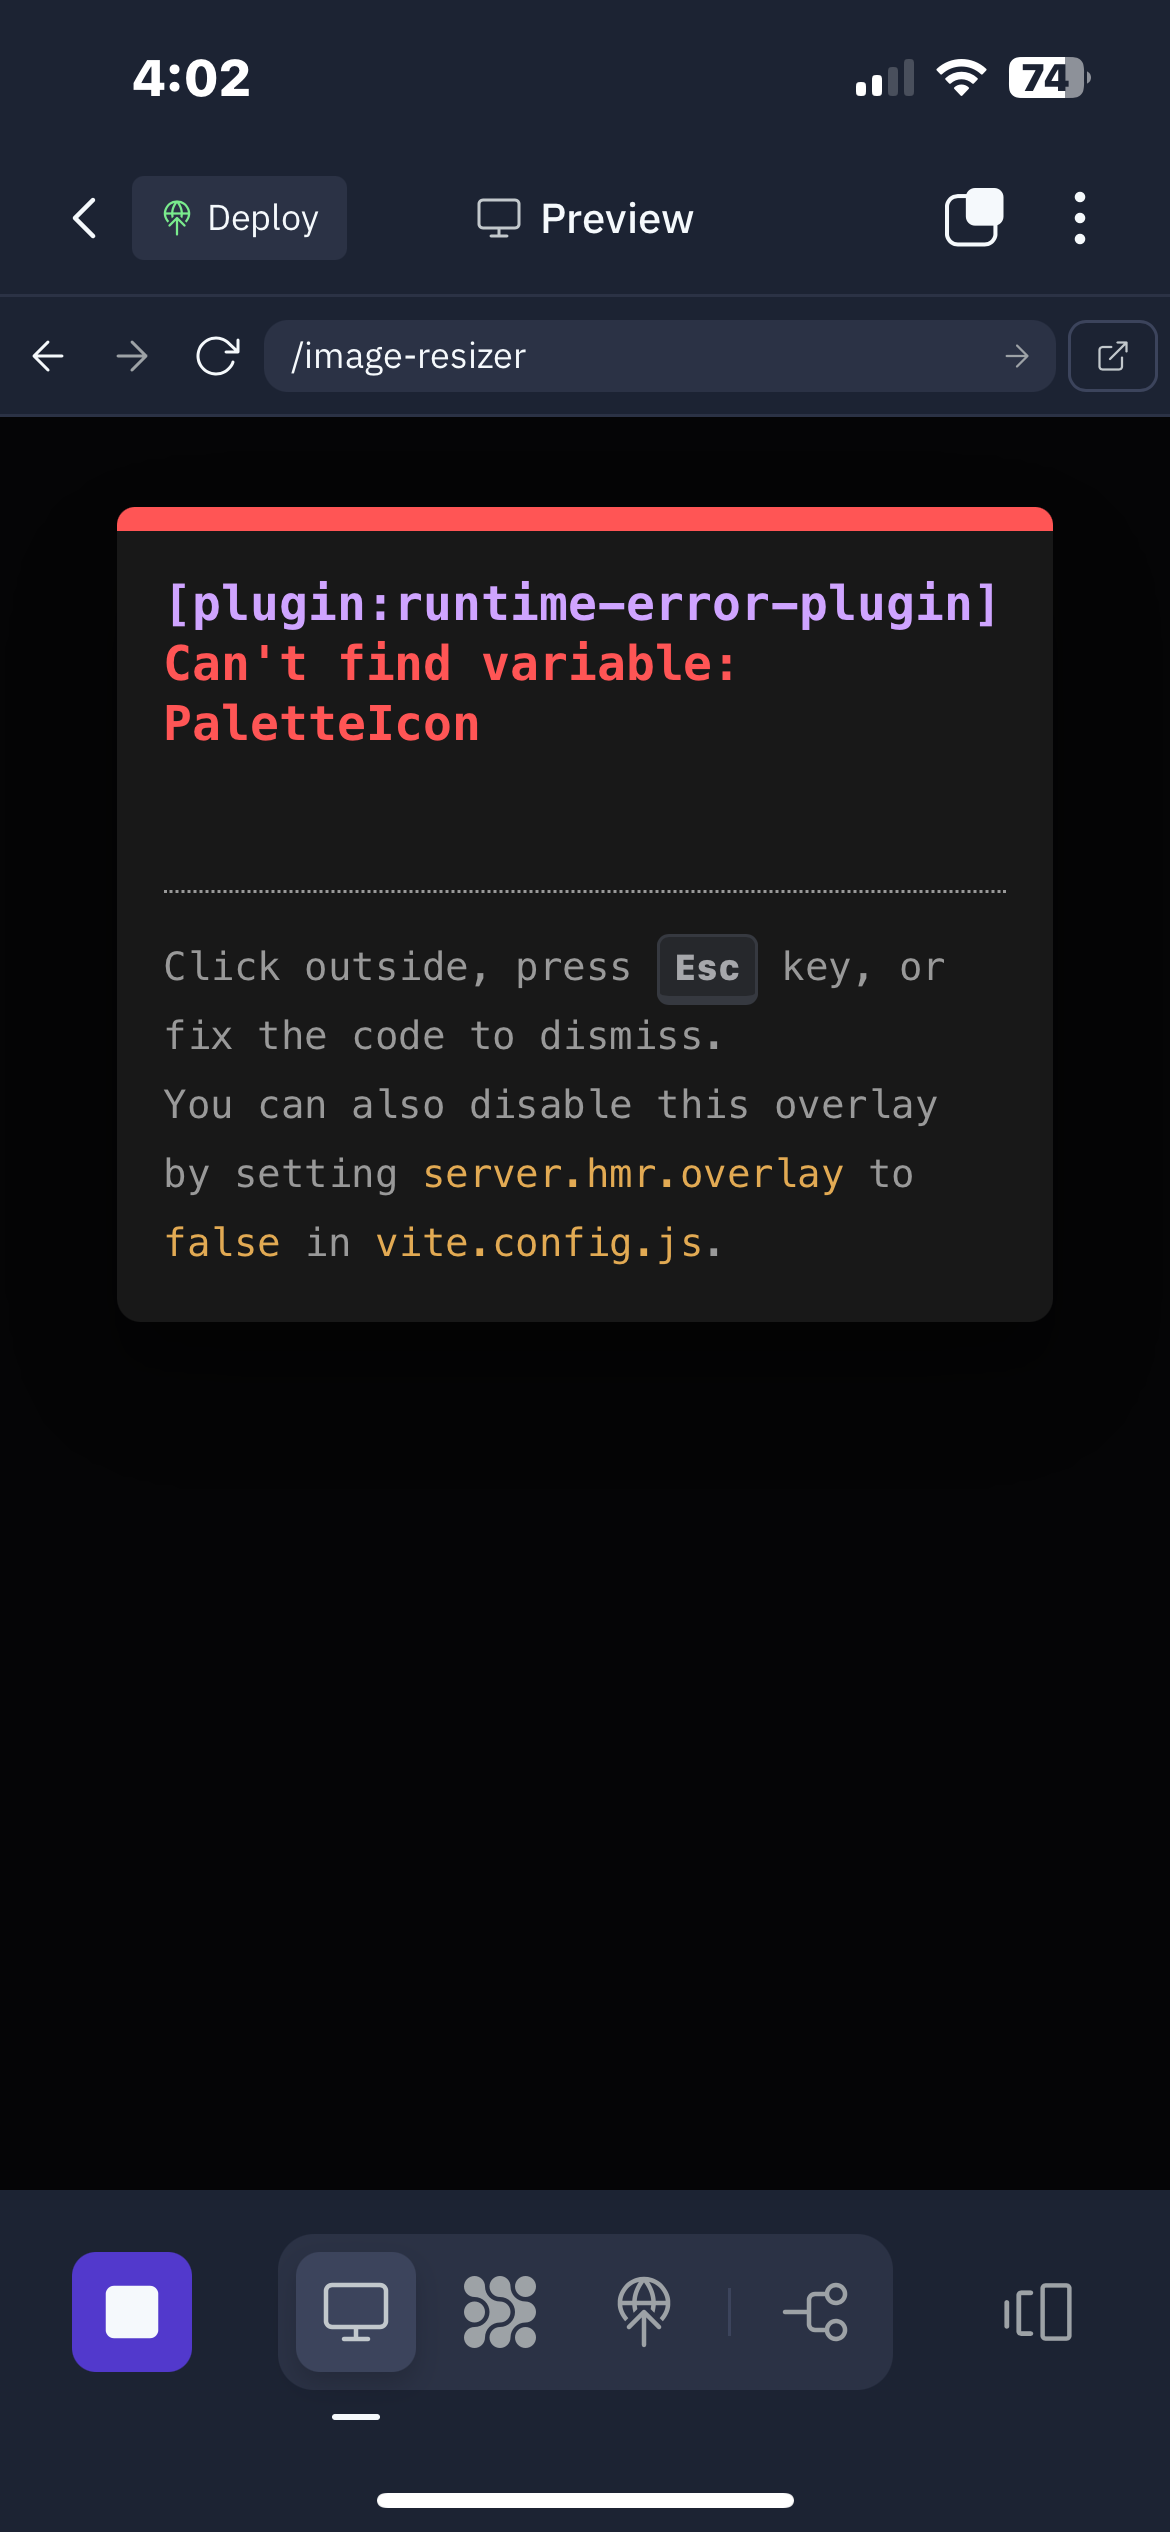 4:02
74
Deploy
Preview
/image-resizer
[plugin:runtime-error-plugin]
Can't find variable:
PaletteIcon
Click outside, press Esc key, or
fix the code to dismiss.
You can also disable this overlay
by setting server.hmr.overlay to
false in vite.config.js.